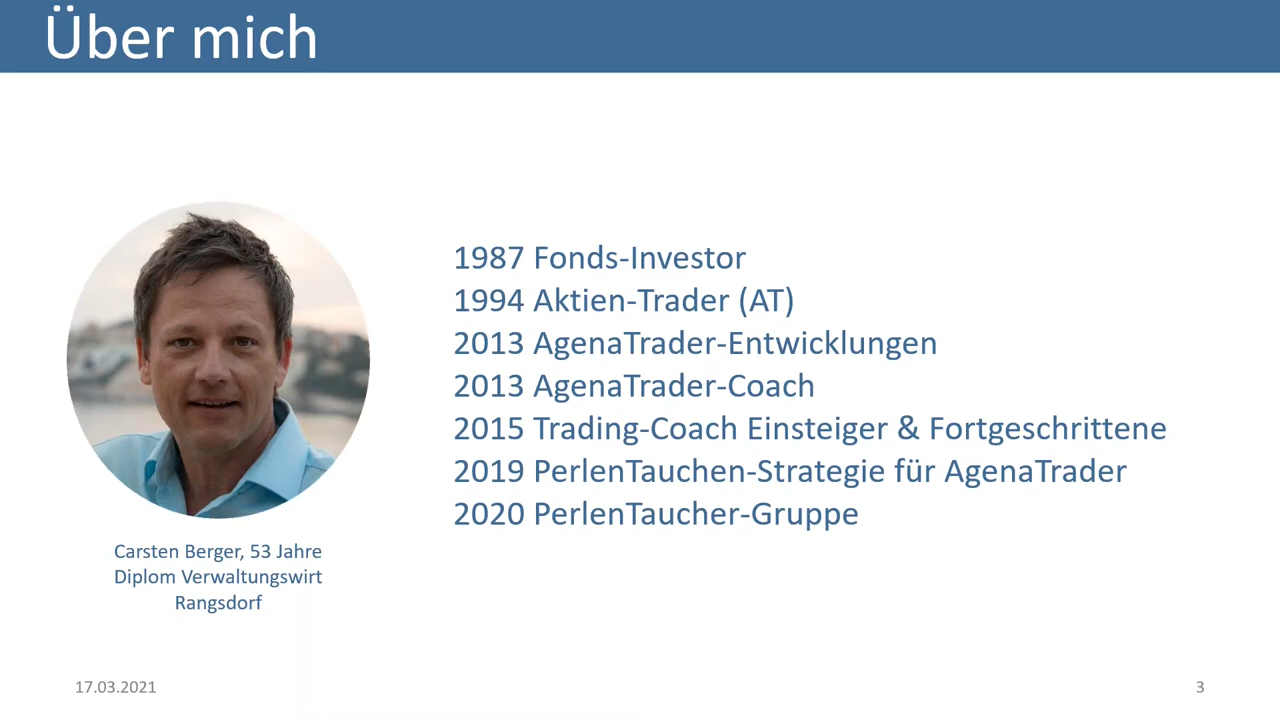 Über mich
1987 Fonds-Investor
1994 Aktien-Trader (AT)
2013 AgenaTrader-Entwicklungen
2013 AgenaTrader-Coach
2015 Trading-Coach Einsteiger & Fortgeschrittene
2019 PerlenTauchen-Strategie für AgenaTrader
2020 PerlenTaucher-Gruppe
Carsten Berger, 53 Jahre
Diplom Verwaltungswirt
Rangsdorf
17.03.2021
3